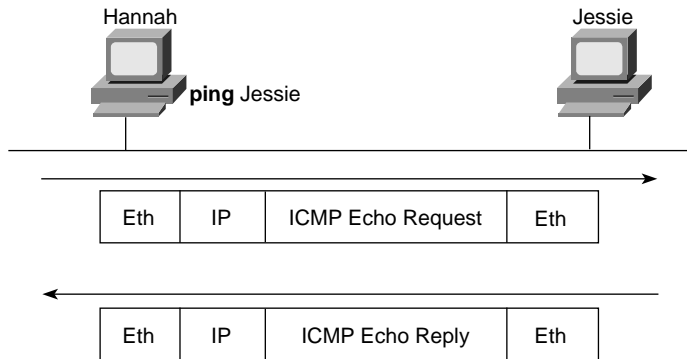 Hannah
Jessie
ping Jessie
Eth IP ICMP Echo Request Eth
Eth IP ICMP Echo Reply Eth